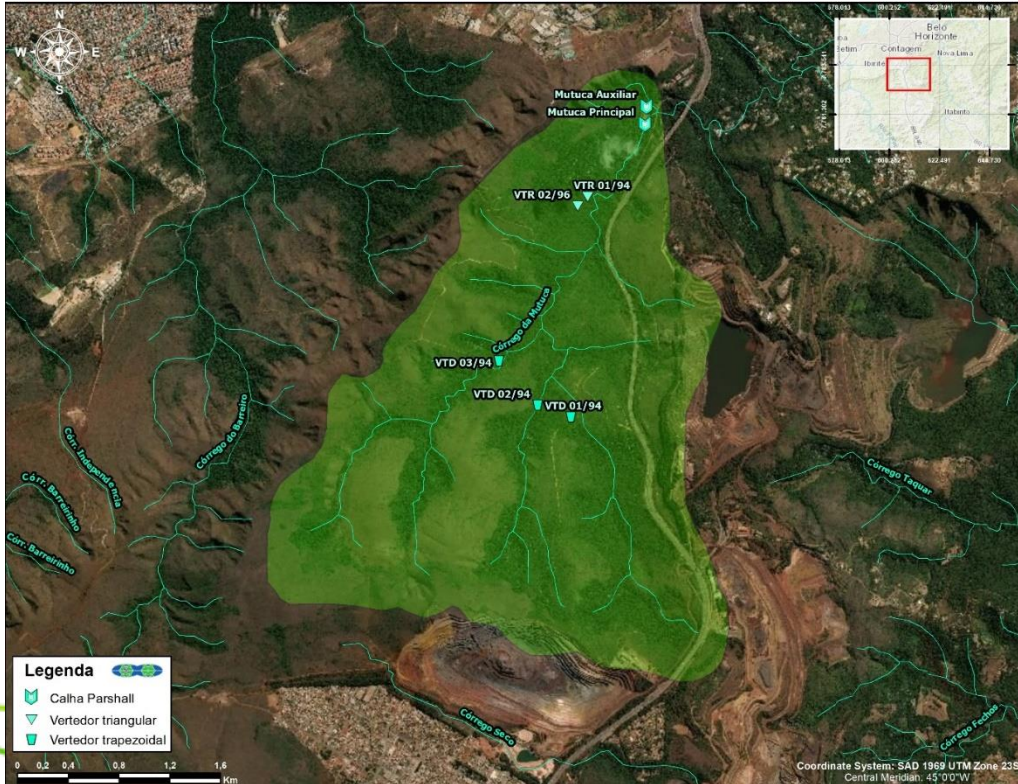 N
W
E
S
Belo
Horizonte
Contagem
Nova Lima
Ibirité
Itabirito
Mutuca Auxiliar
Mutuca Principal
VTR 01/94
VTR 02/96
Córrego da Mutuca
VTD 03/94
VTD 02/94
VTD 01/94
Córrego do Barreiro
Córr. Independencia
Córr. Barreirinho
Córr. Barreirinho
Córrego Taquar
Córrego Seco
Córrego Fechos
Legenda
Calha Parshall
Vertedor triangular
Vertedor trapezoidal
0 0,4 0,8 1,2 1,6
Km
Coordinate System: SAD 1969 UTM Zone 23S
Central Meridian: 45°0'0"W